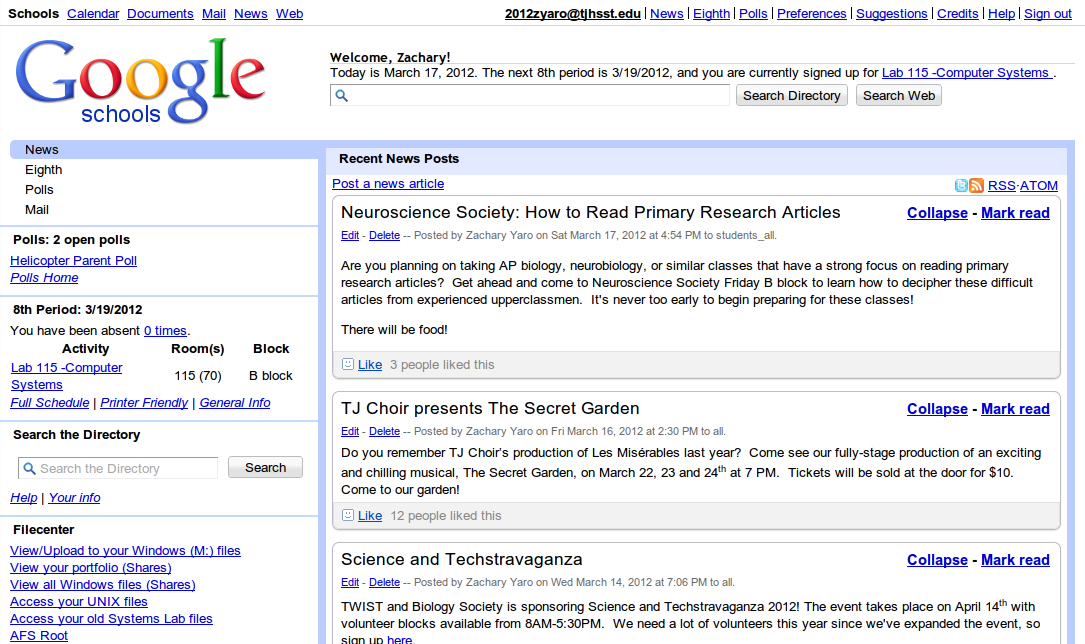 Schools Calendar Documents Mail News Web
2012zyaro@tjhsst.edu | News | Eighth | Polls | Preferences | Suggestions | Credits | Help | Sign out
Google
schools
Welcome, Zachary!
Today is March 17, 2012. The next 8th period is 3/19/2012, and you are currently signed up for Lab 115 -Computer Systems .
Search Directory Search Web
News
Eighth
Polls
Mail
Polls: 2 open polls
Helicopter Parent Poll
Polls Home
8th Period: 3/19/2012
You have been absent 0 times.
Activity Room(s) Block
Lab 115 -Computer
Systems 115 (70) B block
Full Schedule | Printer Friendly | General Info
Search the Directory
Search the Directory Search
Help | Your info
Filecenter
View/Upload to your Windows (M:) files
View your portfolio (Shares)
View all Windows files (Shares)
Access your UNIX files
Access your old Systems Lab files
AFS Root
Recent News Posts
Post a news article RSS·ATOM
Neuroscience Society: How to Read Primary Research Articles Collapse - Mark read
Edit - Delete -- Posted by Zachary Yaro on Sat March 17, 2012 at 4:54 PM to students_all.
Are you planning on taking AP biology, neurobiology, or similar classes that have a strong focus on reading primary
research articles?  Get ahead and come to Neuroscience Society Friday B block to learn how to decipher these difficult
articles from experienced upperclassmen.  It's never too early to begin preparing for these classes!
There will be food!
Like 3 people liked this
TJ Choir presents The Secret Garden Collapse - Mark read
Edit - Delete -- Posted by Zachary Yaro on Fri March 16, 2012 at 2:30 PM to all.
Do you remember TJ Choir's production of Les Misérables last year?  Come see our fully-stage production of an exciting
and chilling musical, The Secret Garden, on March 22, 23 and 24th at 7 PM.  Tickets will be sold at the door for $10.
Come to our garden!
Like 12 people liked this
Science and Techstravaganza Collapse - Mark read
Edit - Delete -- Posted by Zachary Yaro on Wed March 14, 2012 at 7:06 PM to all.
TWIST and Biology Society is sponsoring Science and Techstravaganza 2012! The event takes place on April 14th with
volunteer blocks available from 8AM-5:30PM.  We need a lot of volunteers this year since we've expanded the event, so
sign up here.